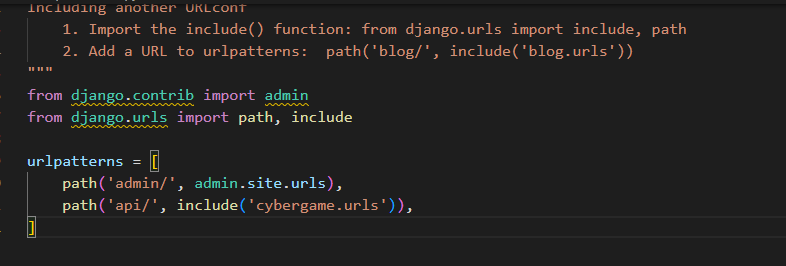 Including another URLconf
1. Import the include() function: from django.urls import include, path
2. Add a URL to urlpatterns:  path('blog/', include('blog.urls'))
"""
from django.contrib import admin
from django.urls import path, include
urlpatterns = [
path('admin/', admin.site.urls),
path('api/', include('cybergame.urls')),
]